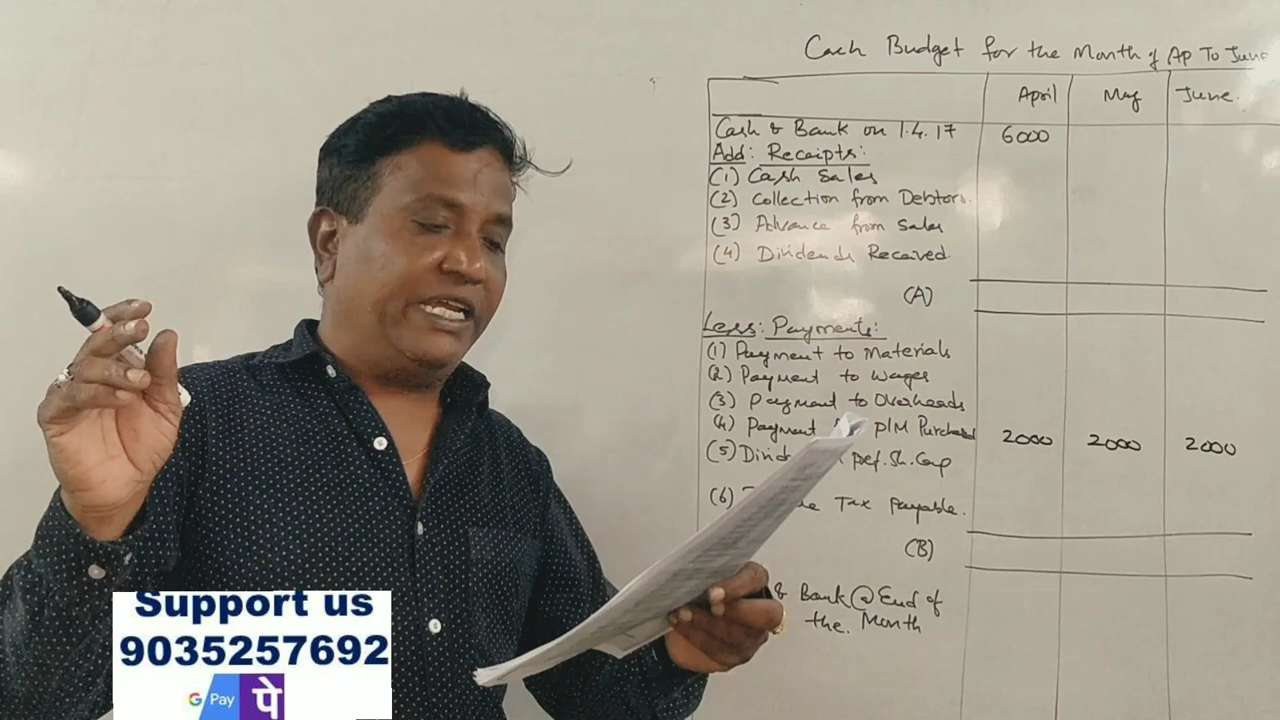 Cash Budget for the Month of Ap To June
April May June.
Cash & Bank on 1.4.17 6000
Add: Receipts:
(1) Cash Sales
(2) Collection from Debtors.
(3) Advance from Sales
(4) Dividends Received
(A)
Less: Payments:
(1) Payment to Materials
(2) Payment to Wages
(3) Payment to Overheads
(4) Payment P/M Purchased 2000 2000 2000
(5) Pref. Sh. Cap
(6) Tax Payable.
(B)
& Bank @ End of
the. Month
Support us
9035257692
G Pay पे